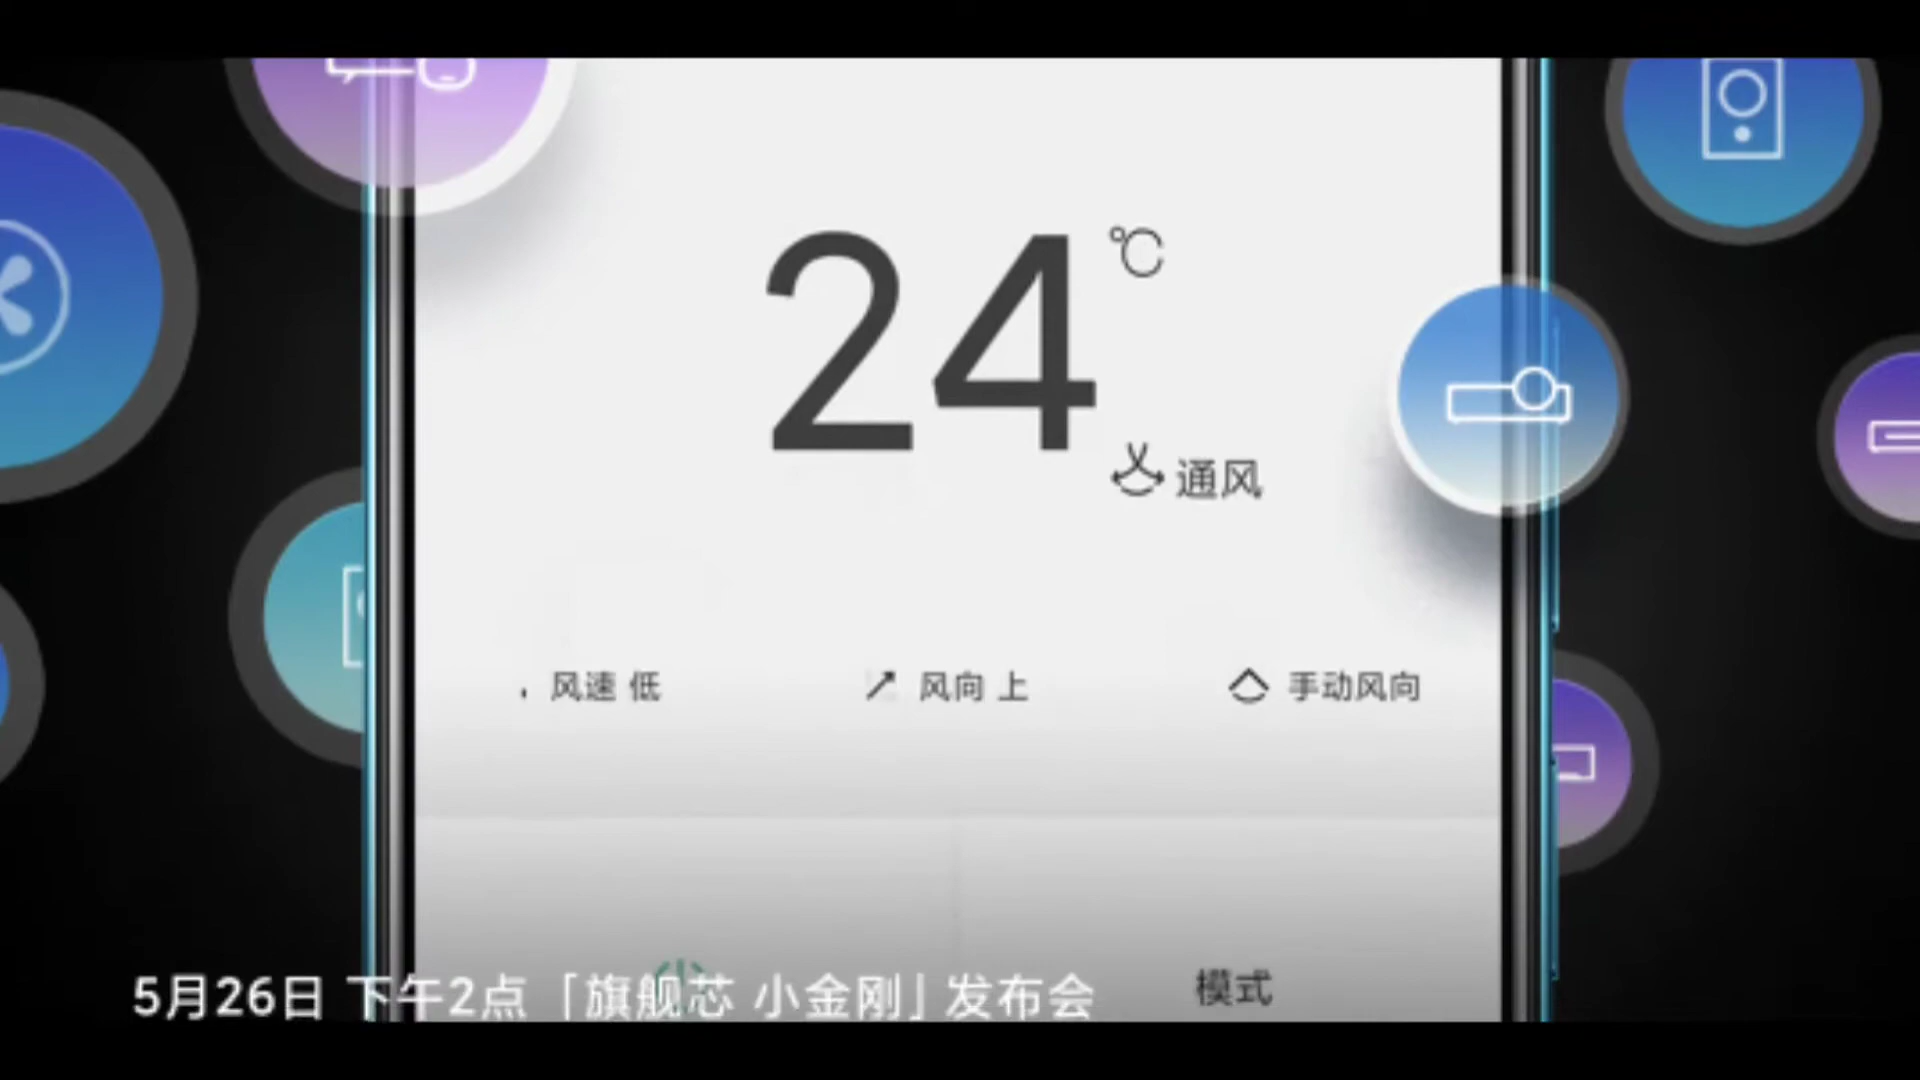 24 ℃
通风
风速 低 风向 上 手动风向
模式
5月26日 下午2点「旗舰芯 小金刚」发布会